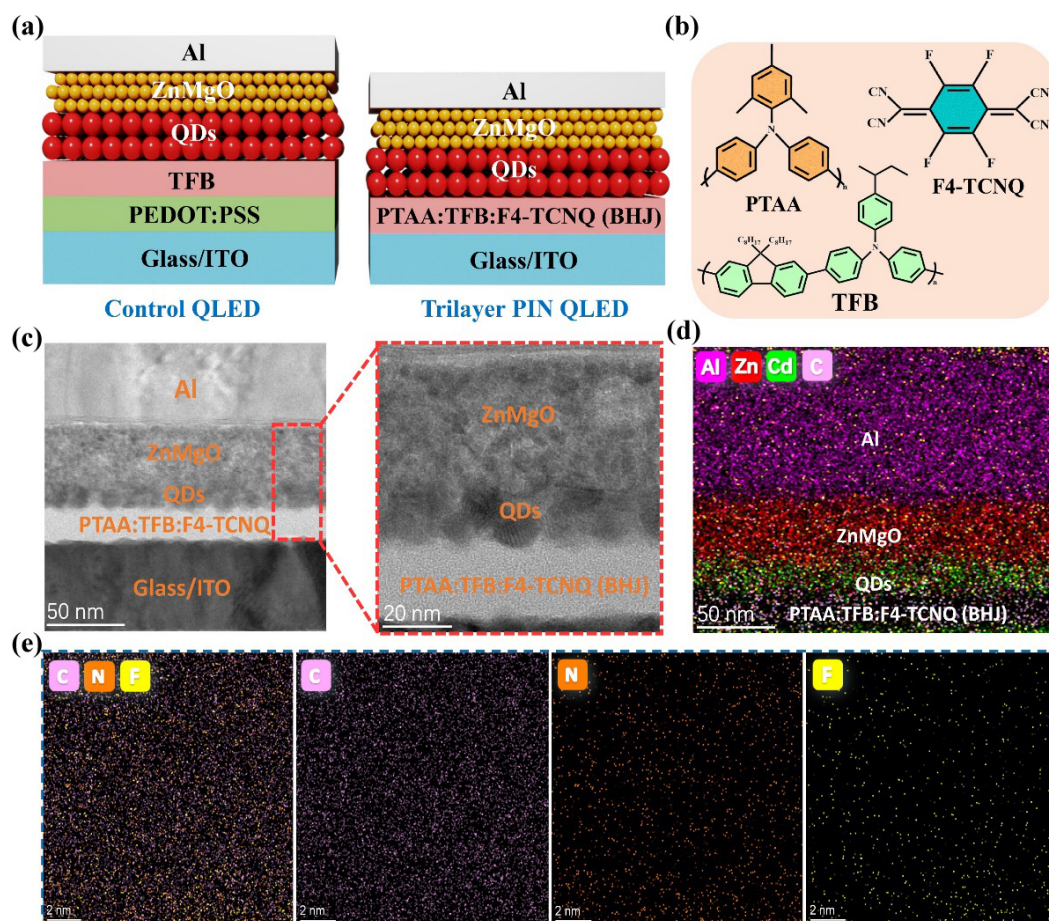 (a)
Al
ZnMgO
QDs
TFB
PEDOT:PSS
Glass/ITO
Control QLED
Al
ZnMgO
QDs
PTAA:TFB:F4-TCNQ (BHJ)
Glass/ITO
Trilayer PIN QLED
(b)
N
n
PTAA
F F
CN CN
CN CN
F F
F4-TCNQ
C8H17 C8H17
N
n
TFB
(c)
Al
ZnMgO
QDs
PTAA:TFB:F4-TCNQ
Glass/ITO
50 nm
ZnMgO
QDs
PTAA:TFB:F4-TCNQ (BHJ)
20 nm
(d)
Al Zn Cd C
Al
ZnMgO
QDs
PTAA:TFB:F4-TCNQ (BHJ)
50 nm
(e)
C N F
2 nm
C
2 nm
N
2 nm
F
2 nm